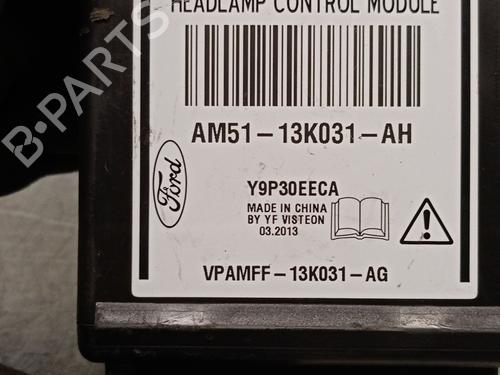 HEADLAMP CONTROL MODULE
AM51-13K031-AH
Ford
Y9P30EECA
MADE IN CHINA
BY YF VISTEON
03.2013
VPAMFF-13K031-AG
B-PARTS